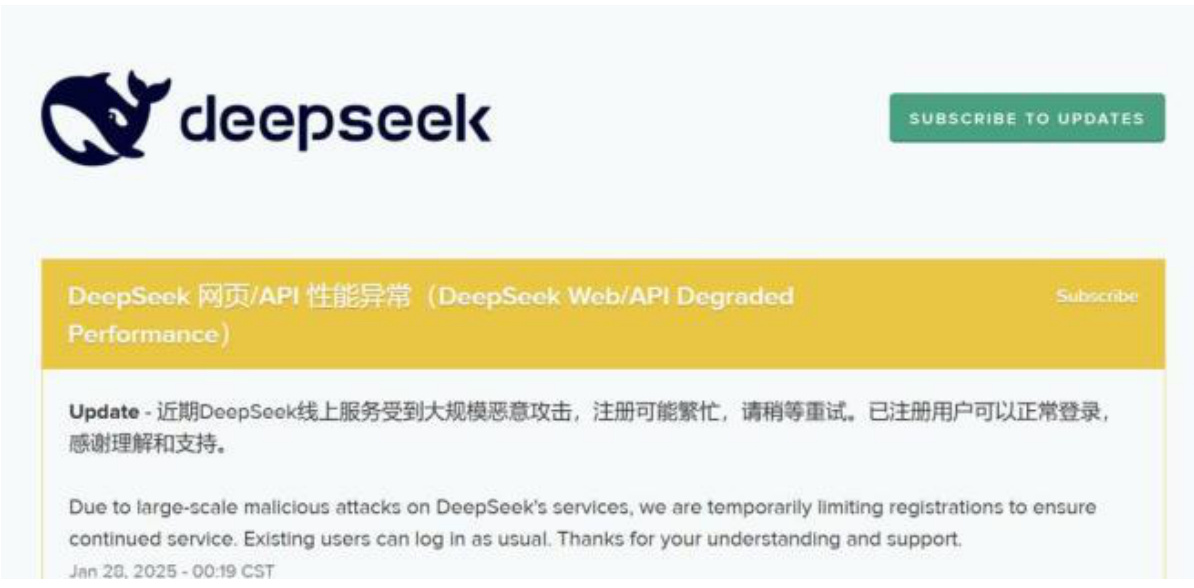 deepseek
SUBSCRIBE TO UPDATES
DeepSeek 网页/API 性能异常（DeepSeek Web/API Degraded
Performance）
Subscribe
Update - 近期DeepSeek线上服务受到大规模恶意攻击，注册可能繁忙，请稍等重试。已注册用户可以正常登录，
感谢理解和支持。
Due to large-scale malicious attacks on DeepSeek's services, we are temporarily limiting registrations to ensure
continued service. Existing users can log in as usual. Thanks for your understanding and support.
Jan 28, 2025 - 00:19 CST